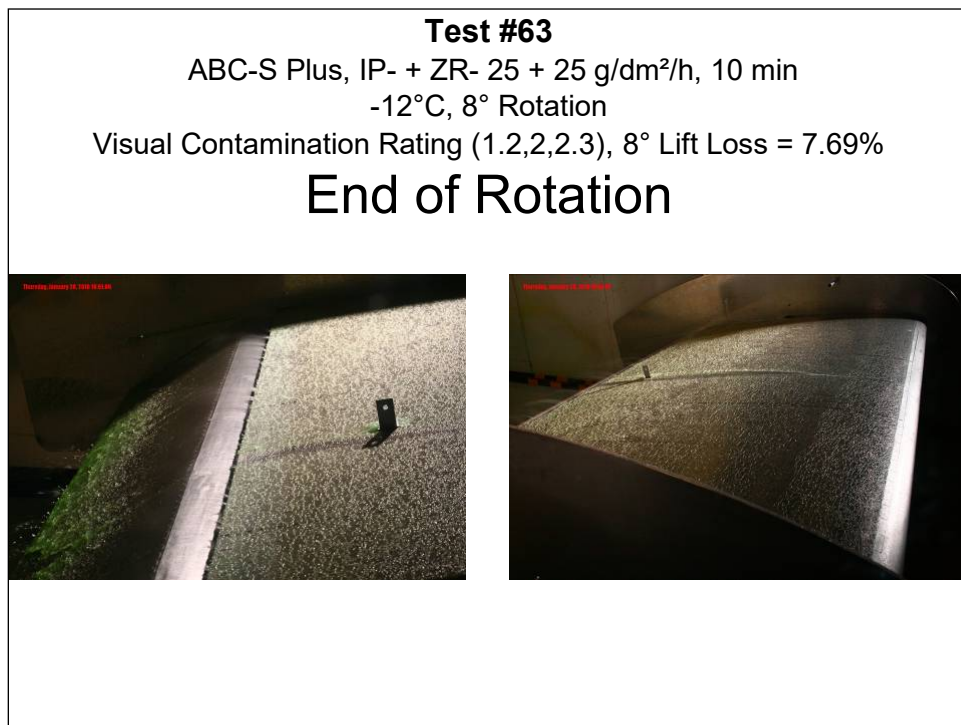 Test #63
ABC-S Plus, IP- + ZR- 25 + 25 g/dm²/h, 10 min
-12°C, 8° Rotation
Visual Contamination Rating (1.2,2,2.3), 8° Lift Loss = 7.69%
End of Rotation